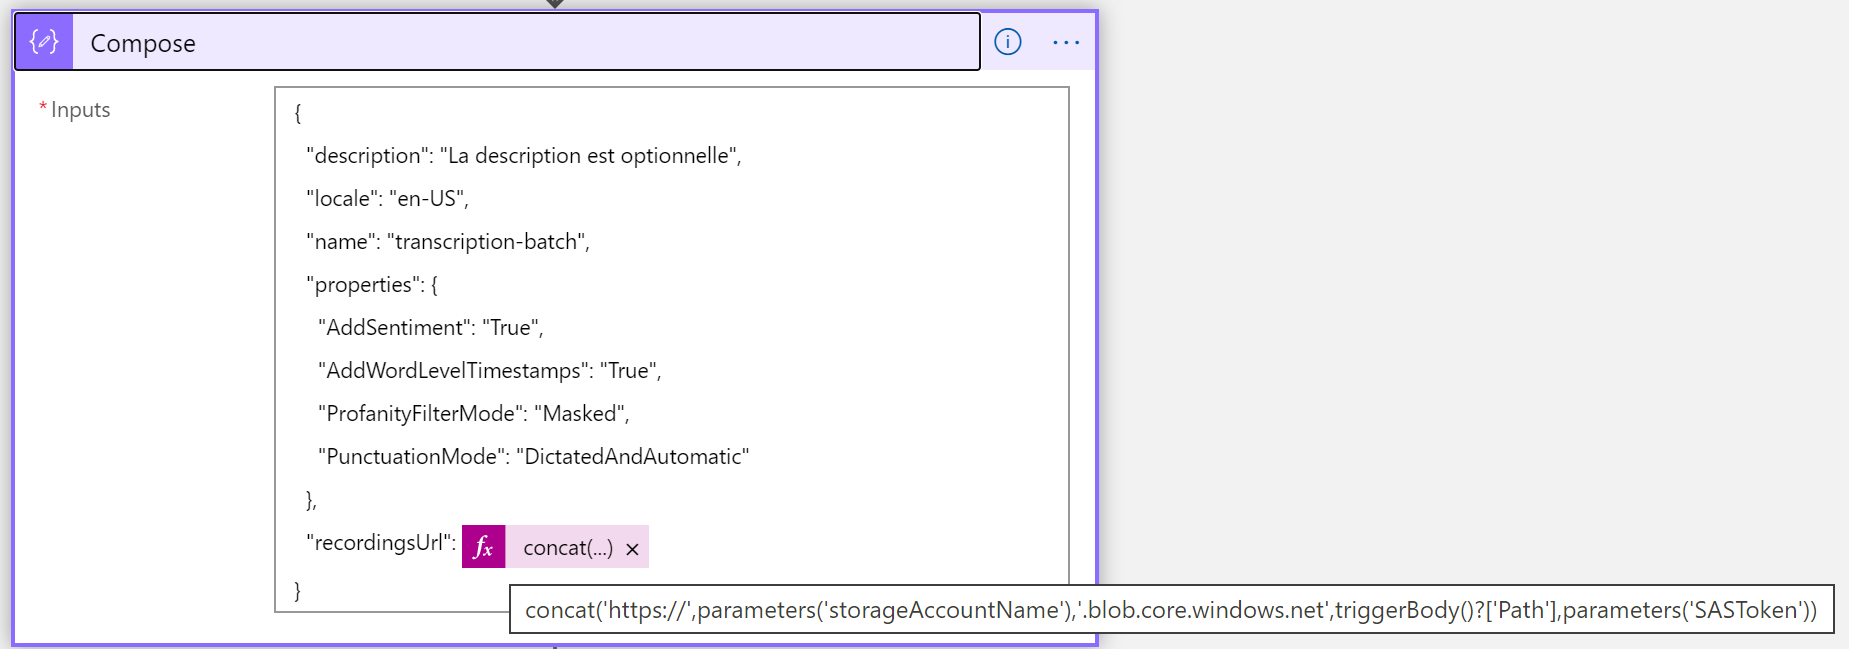 Compose
* Inputs
{
"description": "La description est optionnelle",
"locale": "en-US",
"name": "transcription-batch",
"properties": {
"AddSentiment": "True",
"AddWordLevelTimestamps": "True",
"ProfanityFilterMode": "Masked",
"PunctuationMode": "DictatedAndAutomatic"
},
"recordingsUrl": fx concat(...) ×
}
concat('https://',parameters('storageAccountName'),'.blob.core.windows.net',triggerBody()?['Path'],parameters('SASToken'))